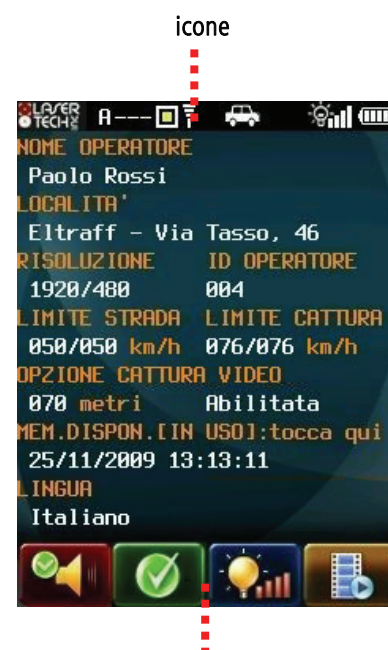 icone
LASER TECH INC A---
NOME OPERATORE
Paolo Rossi
LOCALITA'
Eltraff - Via Tasso, 46
RISOLUZIONE ID OPERATORE
1920/480 004
LIMITE STRADA LIMITE CATTURA
050/050 km/h 076/076 km/h
OPZIONE CATTURA VIDEO
070 metri Abilitata
MEM.DISPON.[IN USO]:tocca qui
25/11/2009 13:13:11
LINGUA
Italiano